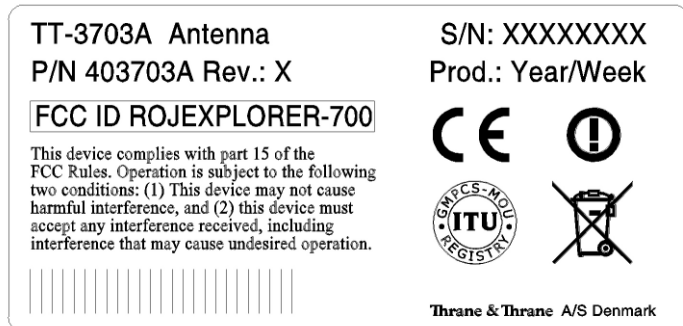 TT-3703A Antenna
P/N 403703A Rev.: X
FCC ID ROJEXPLORER-700
This device complies with part 15 of the
FCC Rules. Operation is subject to the following
two conditions: (1) This device may not cause
harmful interference, and (2) this device must
accept any interference received, including
interference that may cause undesired operation.
S/N: XXXXXXXX
Prod.: Year/Week
CE
GMPCS-MOU
ITU
REGISTRY
Thrane & Thrane A/S Denmark